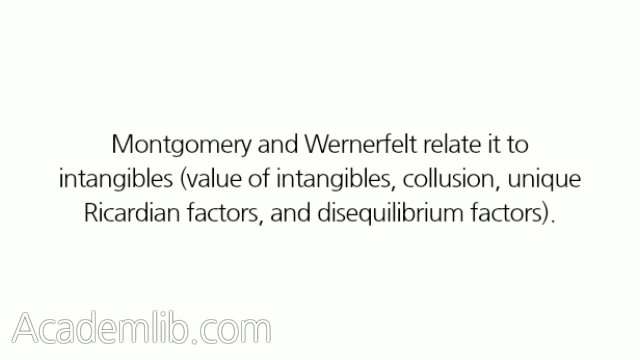 Montgomery and Wernerfelt relate it to
intangibles (value of intangibles, collusion, unique
Ricardian factors, and disequilibrium factors).
Academlib.com